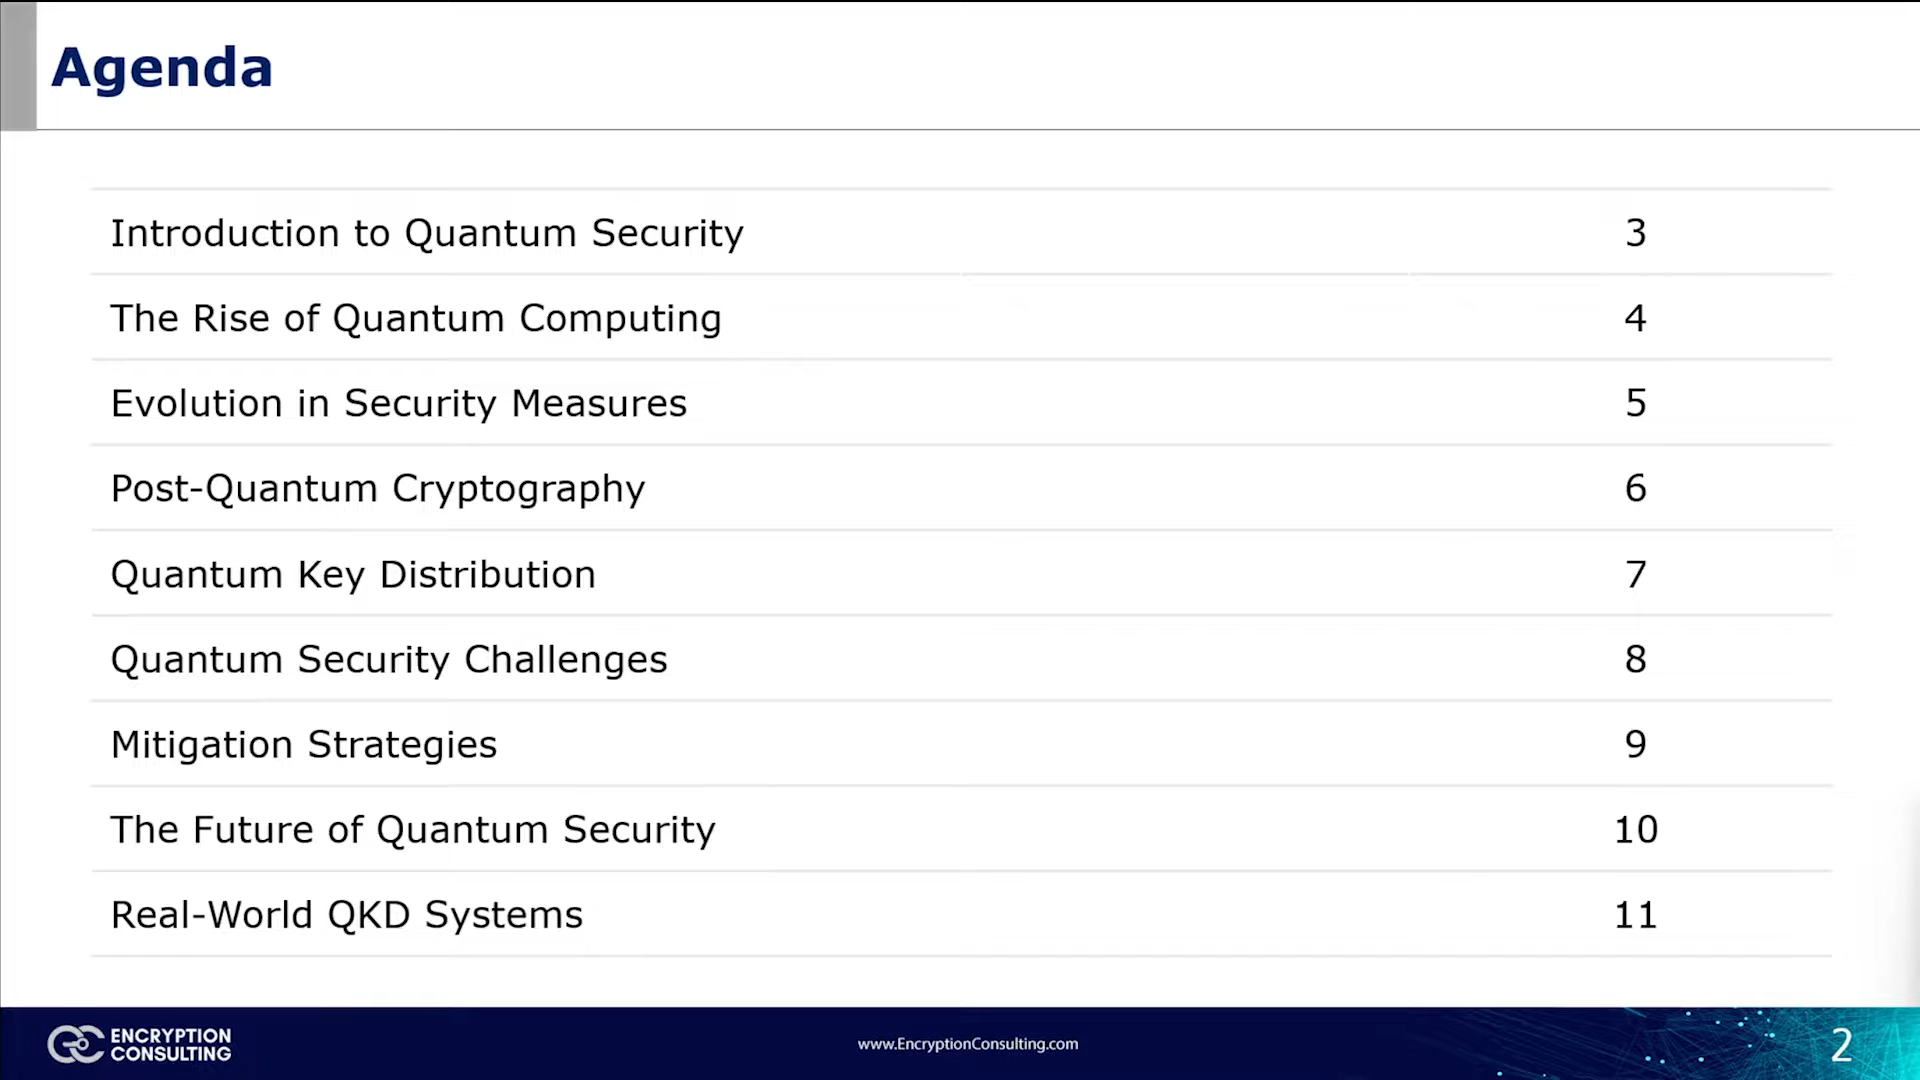 Agenda
Introduction to Quantum Security 3
The Rise of Quantum Computing 4
Evolution in Security Measures 5
Post-Quantum Cryptography 6
Quantum Key Distribution 7
Quantum Security Challenges 8
Mitigation Strategies 9
The Future of Quantum Security 10
Real-World QKD Systems 11
ENCRYPTION
CONSULTING
www.EncryptionConsulting.com
2